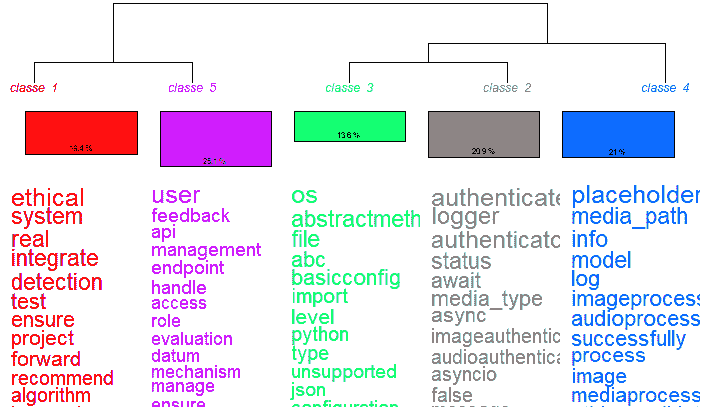 classe 1
classe 5
classe 3
classe 2
classe 4
19.4 %
25.1 %
13.6 %
20.9 %
21 %
ethical
system
real
integrate
detection
test
ensure
project
forward
recommend
algorithm
user
feedback
api
management
endpoint
handle
access
role
evaluation
datum
mechanism
manage
ensure
os
abstractmeth
file
abc
basicconfig
import
level
python
type
unsupported
json
configuration
authenticate
logger
authenticato
status
await
media_type
async
imageauthentic
audioauthentica
asyncio
false
placeholder
media_path
info
model
log
imageprocess
audioprocess
successfully
process
image
mediaprocess